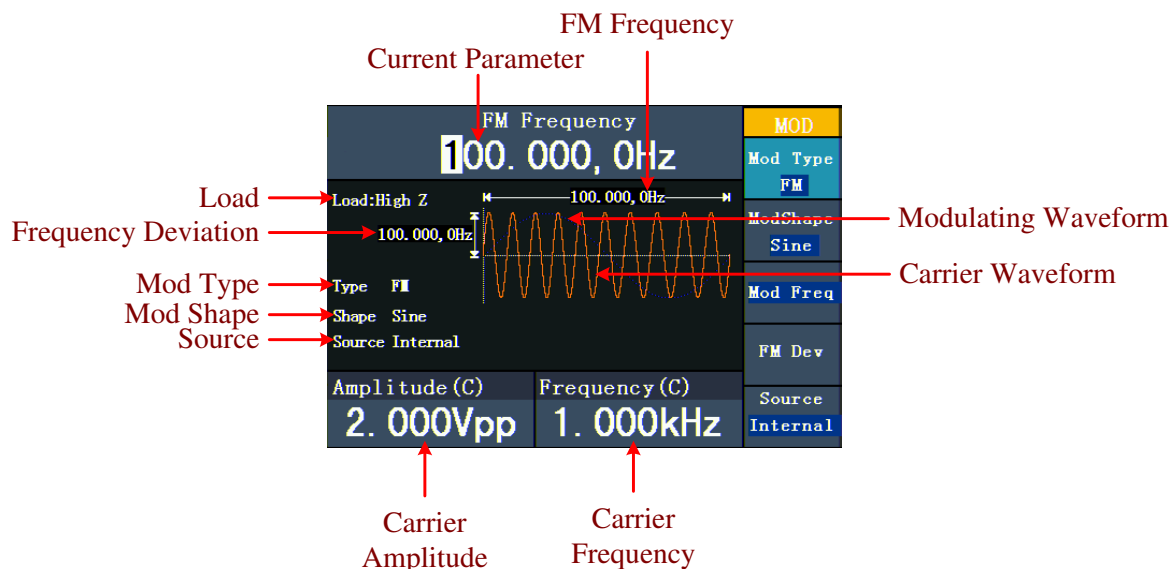 FM Frequency
Current Parameter
FM Frequency
100.000,0Hz
MOD
Mod Type
FM
Load
Load:High Z
100.000,0Hz
Frequency Deviation
100.000,0Hz
ModShape
Sine
Modulating Waveform
Carrier Waveform
Mod Type
Type FM
Mod Freq
Mod Shape
Shape Sine
Source
Source Internal
FM Dev
Amplitude(C)
Frequency(C)
2.000Vpp
1.000kHz
Source
Internal
Carrier
Amplitude
Carrier
Frequency